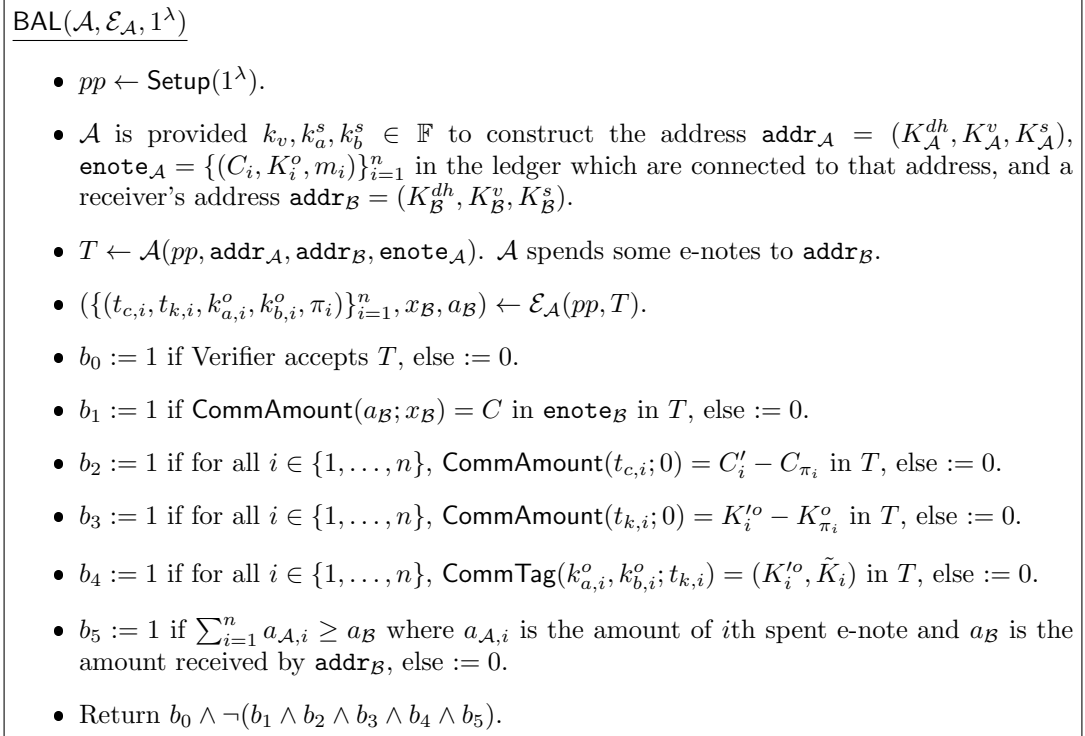 BAL(𝒜, ℰ_𝒜, 1^λ)
• pp ← Setup(1^λ).
• 𝒜 is provided k_v, k_a^s, k_b^s ∈ 𝔽 to construct the address addr_𝒜 = (K_𝒜^{dh}, K_𝒜^v, K_𝒜^s),
enote_𝒜 = {(C_i, K_i^o, m_i)}_{i=1}^n in the ledger which are connected to that address, and a
receiver's address addr_ℬ = (K_ℬ^{dh}, K_ℬ^v, K_ℬ^s).
• T ← 𝒜(pp, addr_𝒜, addr_ℬ, enote_𝒜). 𝒜 spends some e-notes to addr_ℬ.
• ({(t_{c,i}, t_{k,i}, k_{a,i}^o, k_{b,i}^o, π_i)}_{i=1}^n, x_ℬ, a_ℬ) ← ℰ_𝒜(pp, T).
• b_0 := 1 if Verifier accepts T, else := 0.
• b_1 := 1 if CommAmount(a_ℬ; x_ℬ) = C in enote_ℬ in T, else := 0.
• b_2 := 1 if for all i ∈ {1, …, n}, CommAmount(t_{c,i}; 0) = C'_i − C_{π_i} in T, else := 0.
• b_3 := 1 if for all i ∈ {1, …, n}, CommAmount(t_{k,i}; 0) = K'^o_i − K^o_{π_i} in T, else := 0.
• b_4 := 1 if for all i ∈ {1, …, n}, CommTag(k_{a,i}^o, k_{b,i}^o; t_{k,i}) = (K'^o_i, K̃_i) in T, else := 0.
• b_5 := 1 if ∑_{i=1}^n a_{𝒜,i} ≥ a_ℬ where a_{𝒜,i} is the amount of ith spent e-note and a_ℬ is the
amount received by addr_ℬ, else := 0.
• Return b_0 ∧ ¬(b_1 ∧ b_2 ∧ b_3 ∧ b_4 ∧ b_5).